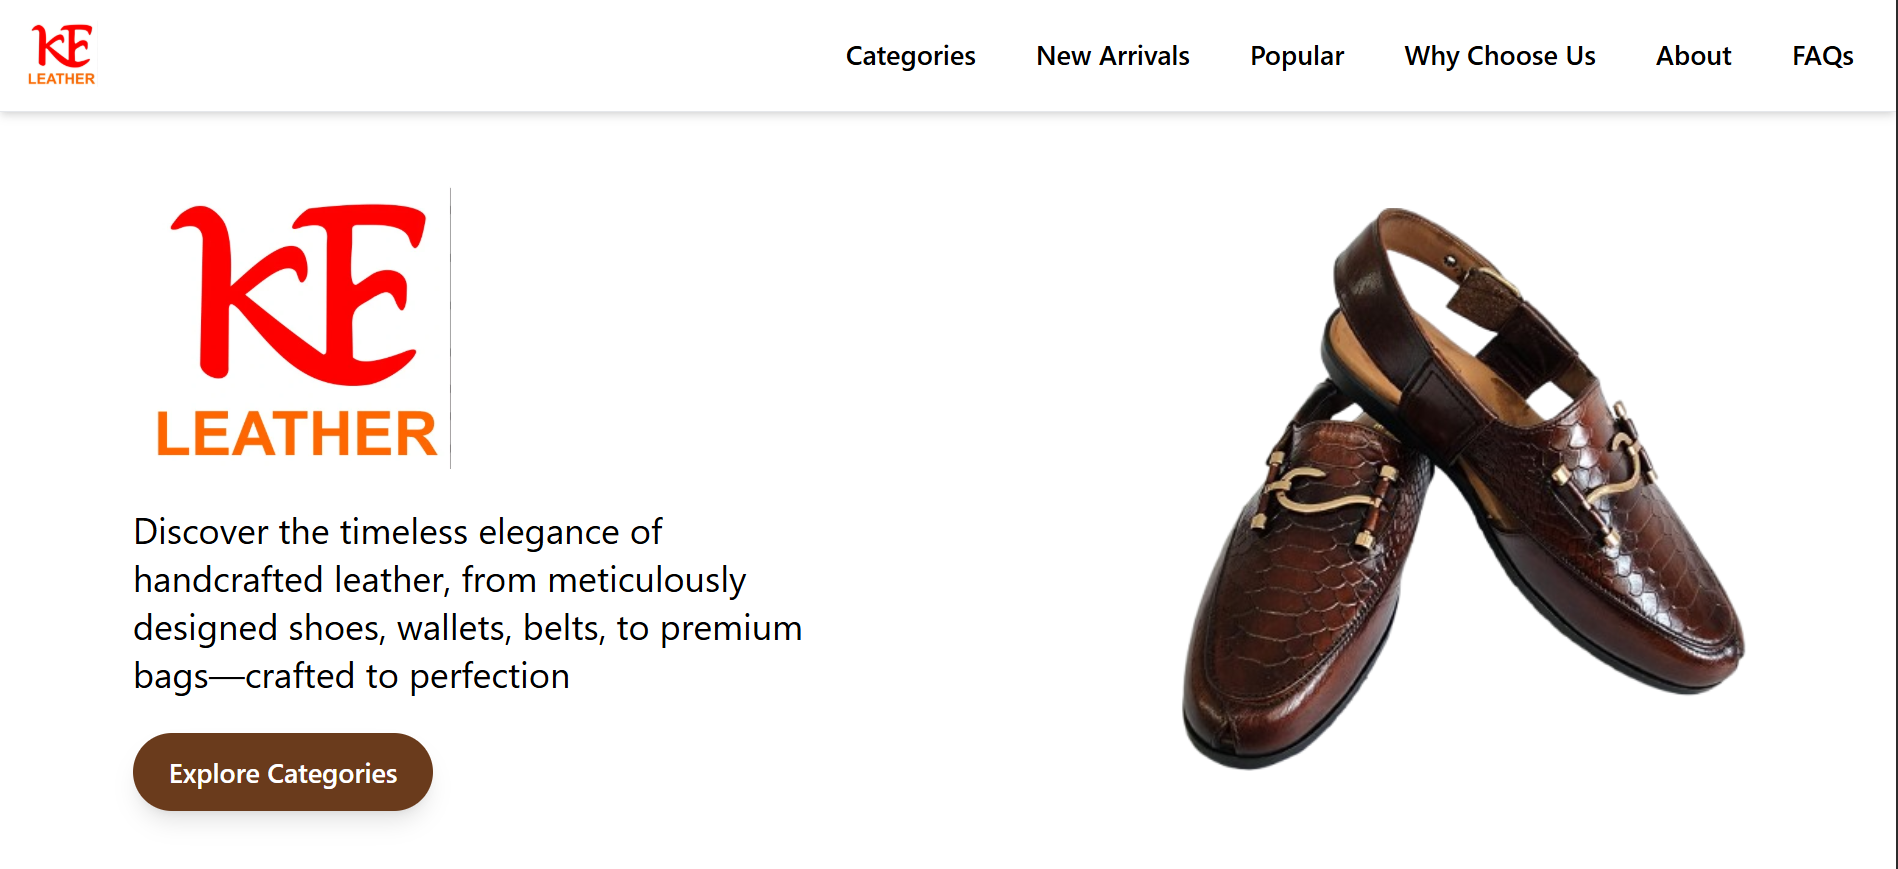 KE
LEATHER
Categories
New Arrivals
Popular
Why Choose Us
About
FAQs
KE
LEATHER
Discover the timeless elegance of
handcrafted leather, from meticulously
designed shoes, wallets, belts, to premium
bags—crafted to perfection
Explore Categories